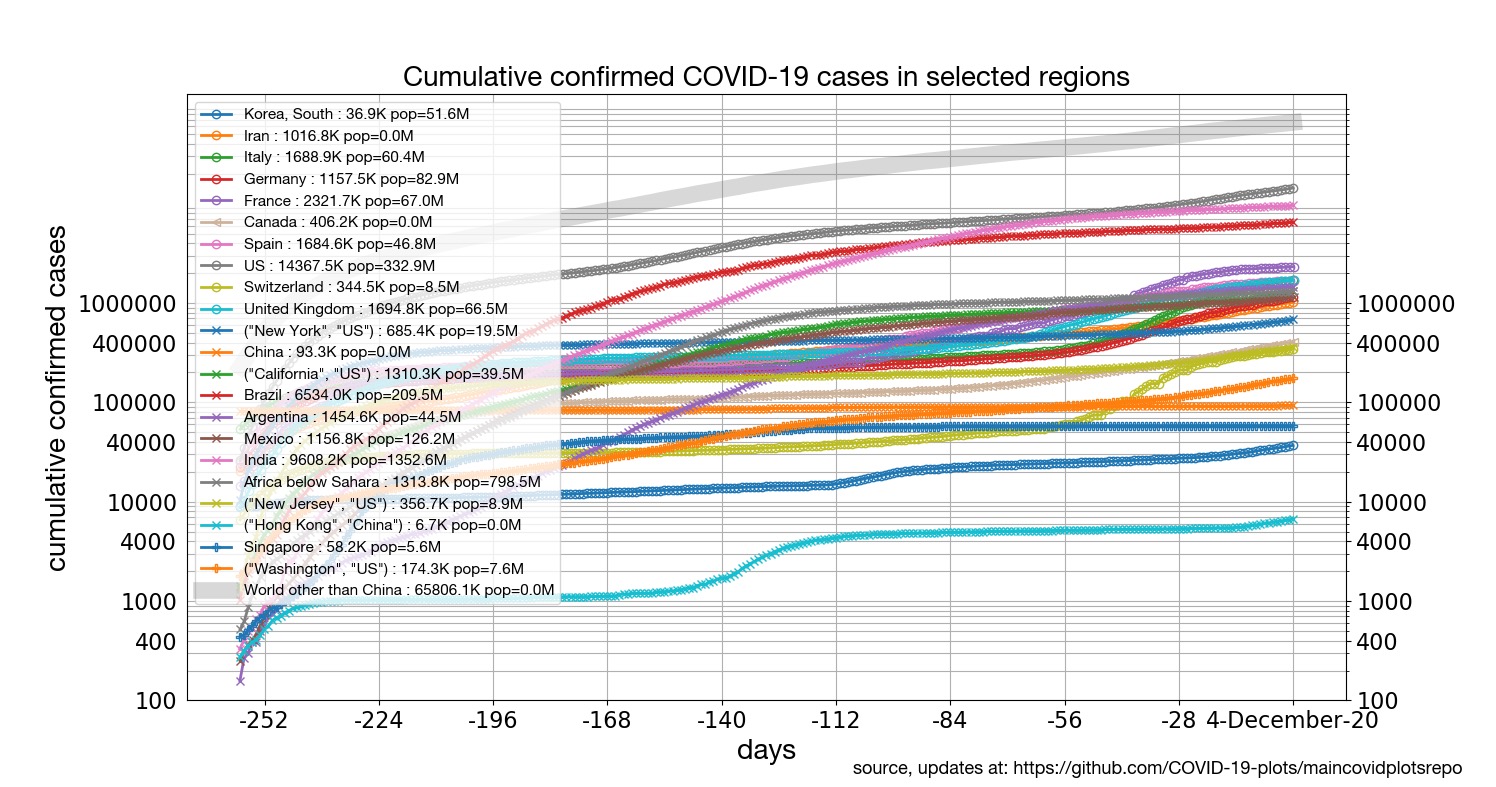 Cumulative confirmed COVID-19 cases in selected regions
cumulative confirmed cases
Korea, South : 36.9K pop=51.6M
Iran : 1016.8K pop=0.0M
Italy : 1688.9K pop=60.4M
Germany : 1157.5K pop=82.9M
France : 2321.7K pop=67.0M
Canada : 406.2K pop=0.0M
Spain : 1684.6K pop=46.8M
US : 14367.5K pop=332.9M
Switzerland : 344.5K pop=8.5M
United Kingdom : 1694.8K pop=66.5M
("New York", "US") : 685.4K pop=19.5M
China : 93.3K pop=0.0M
("California", "US") : 1310.3K pop=39.5M
Brazil : 6534.0K pop=209.5M
Argentina : 1454.6K pop=44.5M
Mexico : 1156.8K pop=126.2M
India : 9608.2K pop=1352.6M
Africa below Sahara : 1313.8K pop=798.5M
("New Jersey", "US") : 356.7K pop=8.9M
("Hong Kong", "China") : 6.7K pop=0.0M
Singapore : 58.2K pop=5.6M
("Washington", "US") : 174.3K pop=7.6M
World other than China : 65806.1K pop=0.0M
1000000
400000
100000
40000
10000
4000
1000
400
100
1000000
400000
100000
40000
10000
4000
1000
400
100
-252 -224 -196 -168 -140 -112 -84 -56 -28 4-December-20
days
source, updates at: https://github.com/COVID-19-plots/maincovidplotsrepo